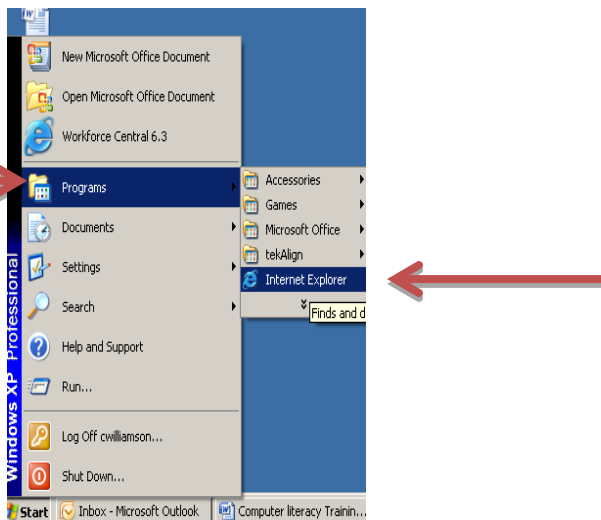 New Microsoft Office Document
Open Microsoft Office Document
Workforce Central 6.3
Programs
Documents
Settings
Search
Help and Support
Run...
Log Off cwilliamson...
Shut Down...
Accessories
Games
Microsoft Office
tekAlign
Internet Explorer
Finds and d
Windows XP Professional
Start
Inbox - Microsoft Outlook
Computer literacy Trainin...